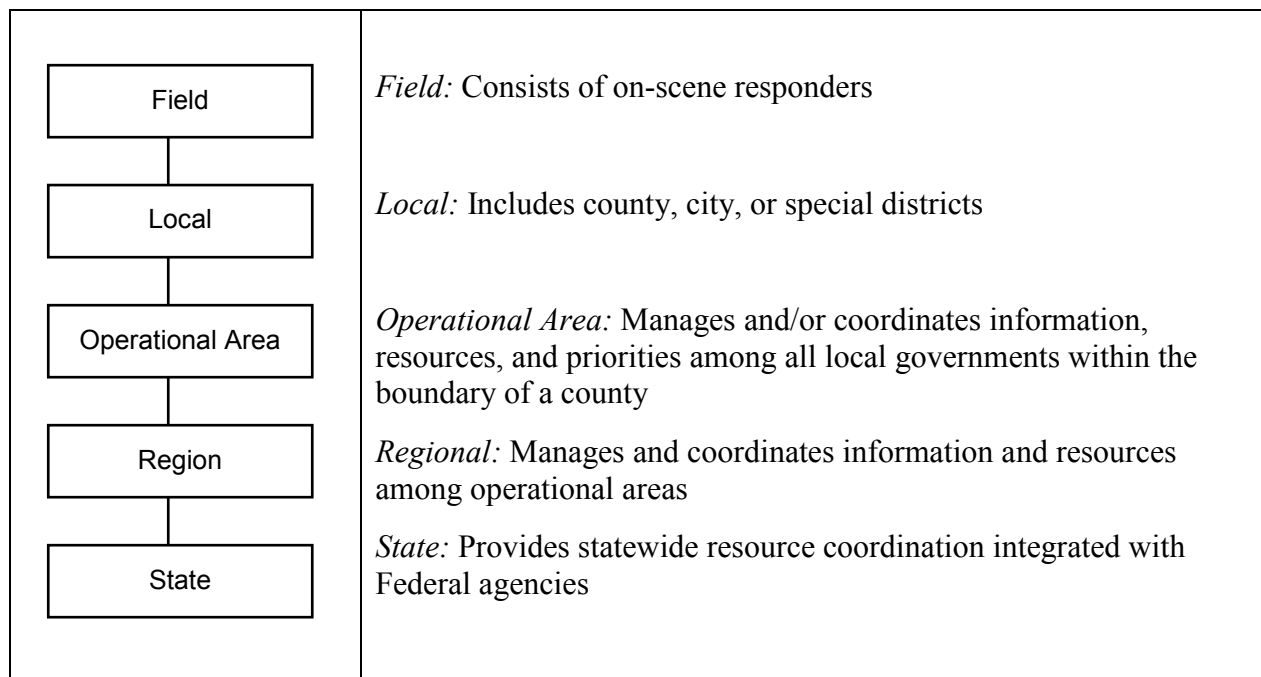 Field
Local
Operational Area
Region
State
Field: Consists of on-scene responders
Local: Includes county, city, or special districts
Operational Area: Manages and/or coordinates information,
resources, and priorities among all local governments within the
boundary of a county
Regional: Manages and coordinates information and resources
among operational areas
State: Provides statewide resource coordination integrated with
Federal agencies